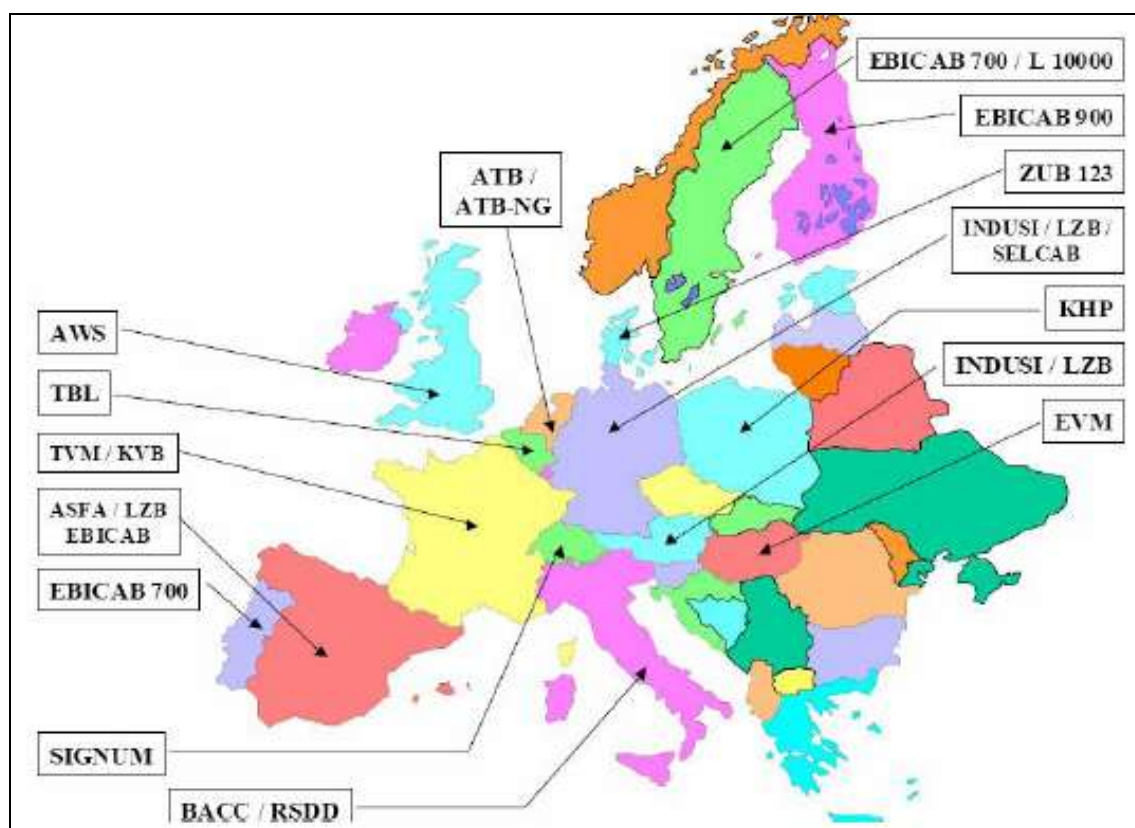 EBICAB 700 / L 10000
EBICAB 900
ZUB 123
ATB /
ATB-NG
INDUSI / LZB /
SELCAB
KHP
INDUSI / LZB
EVM
AWS
TBL
TVM / KVB
ASFA / LZB
EBICAB
EBICAB 700
SIGNUM
BACC / RSDD